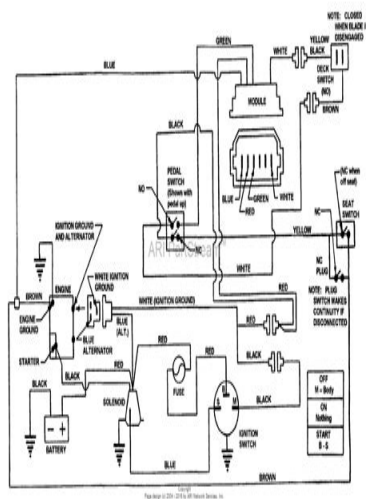 NOTE: CLOSED
WHEN BLADE I
DISENGAGED
YELLOW
BLACK
GREEN
WHITE
BLUE
DECK
SWITCH
(NO)
BROWN
MODULE
BLACK
PEDAL
SWITCH
(Shown with
pedal up)
NO
BLUE
RED
GREEN
WHITE
(NC when
off seat)
SEAT
SWITCH
NC
NC
YELLOW
IGNITION GROUND
AND ALTERNATOR
WHITE
NC
PLUG
NOTE: PLUG
SWITCH MAKES
CONTINUITY IF
DISCONNECTED
WHITE IGNITION
GROUND
BROWN
ENGINE
RED
WHITE (IGNITION GROUND)
ENGINE
GROUND
BLUE
(ALT.)
RED
RED
BLACK
STARTER
BLUE
ALTERNATOR
BLACK
RED
FUSE
BLACK
SOLENOID
BLACK
BATTERY
IGNITION
SWITCH
OFF
M - Body
ON
Nothing
START
B - S
BLUE
BROWN
Copyright